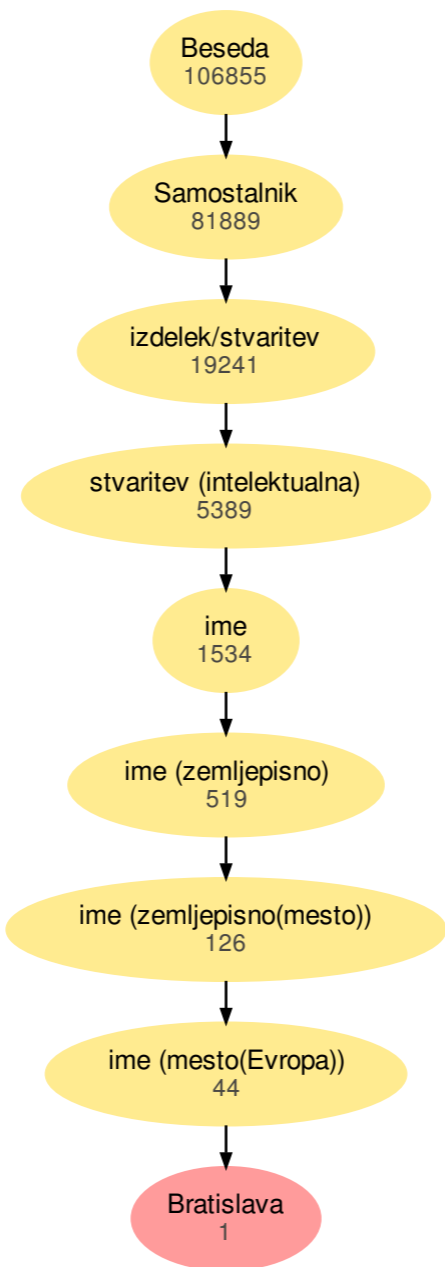 Beseda
106855
Samostalnik
81889
izdelek/stvaritev
19241
stvaritev (intelektualna)
5389
ime
1534
ime (zemljepisno)
519
ime (zemljepisno(mesto))
126
ime (mesto(Evropa))
44
Bratislava
1